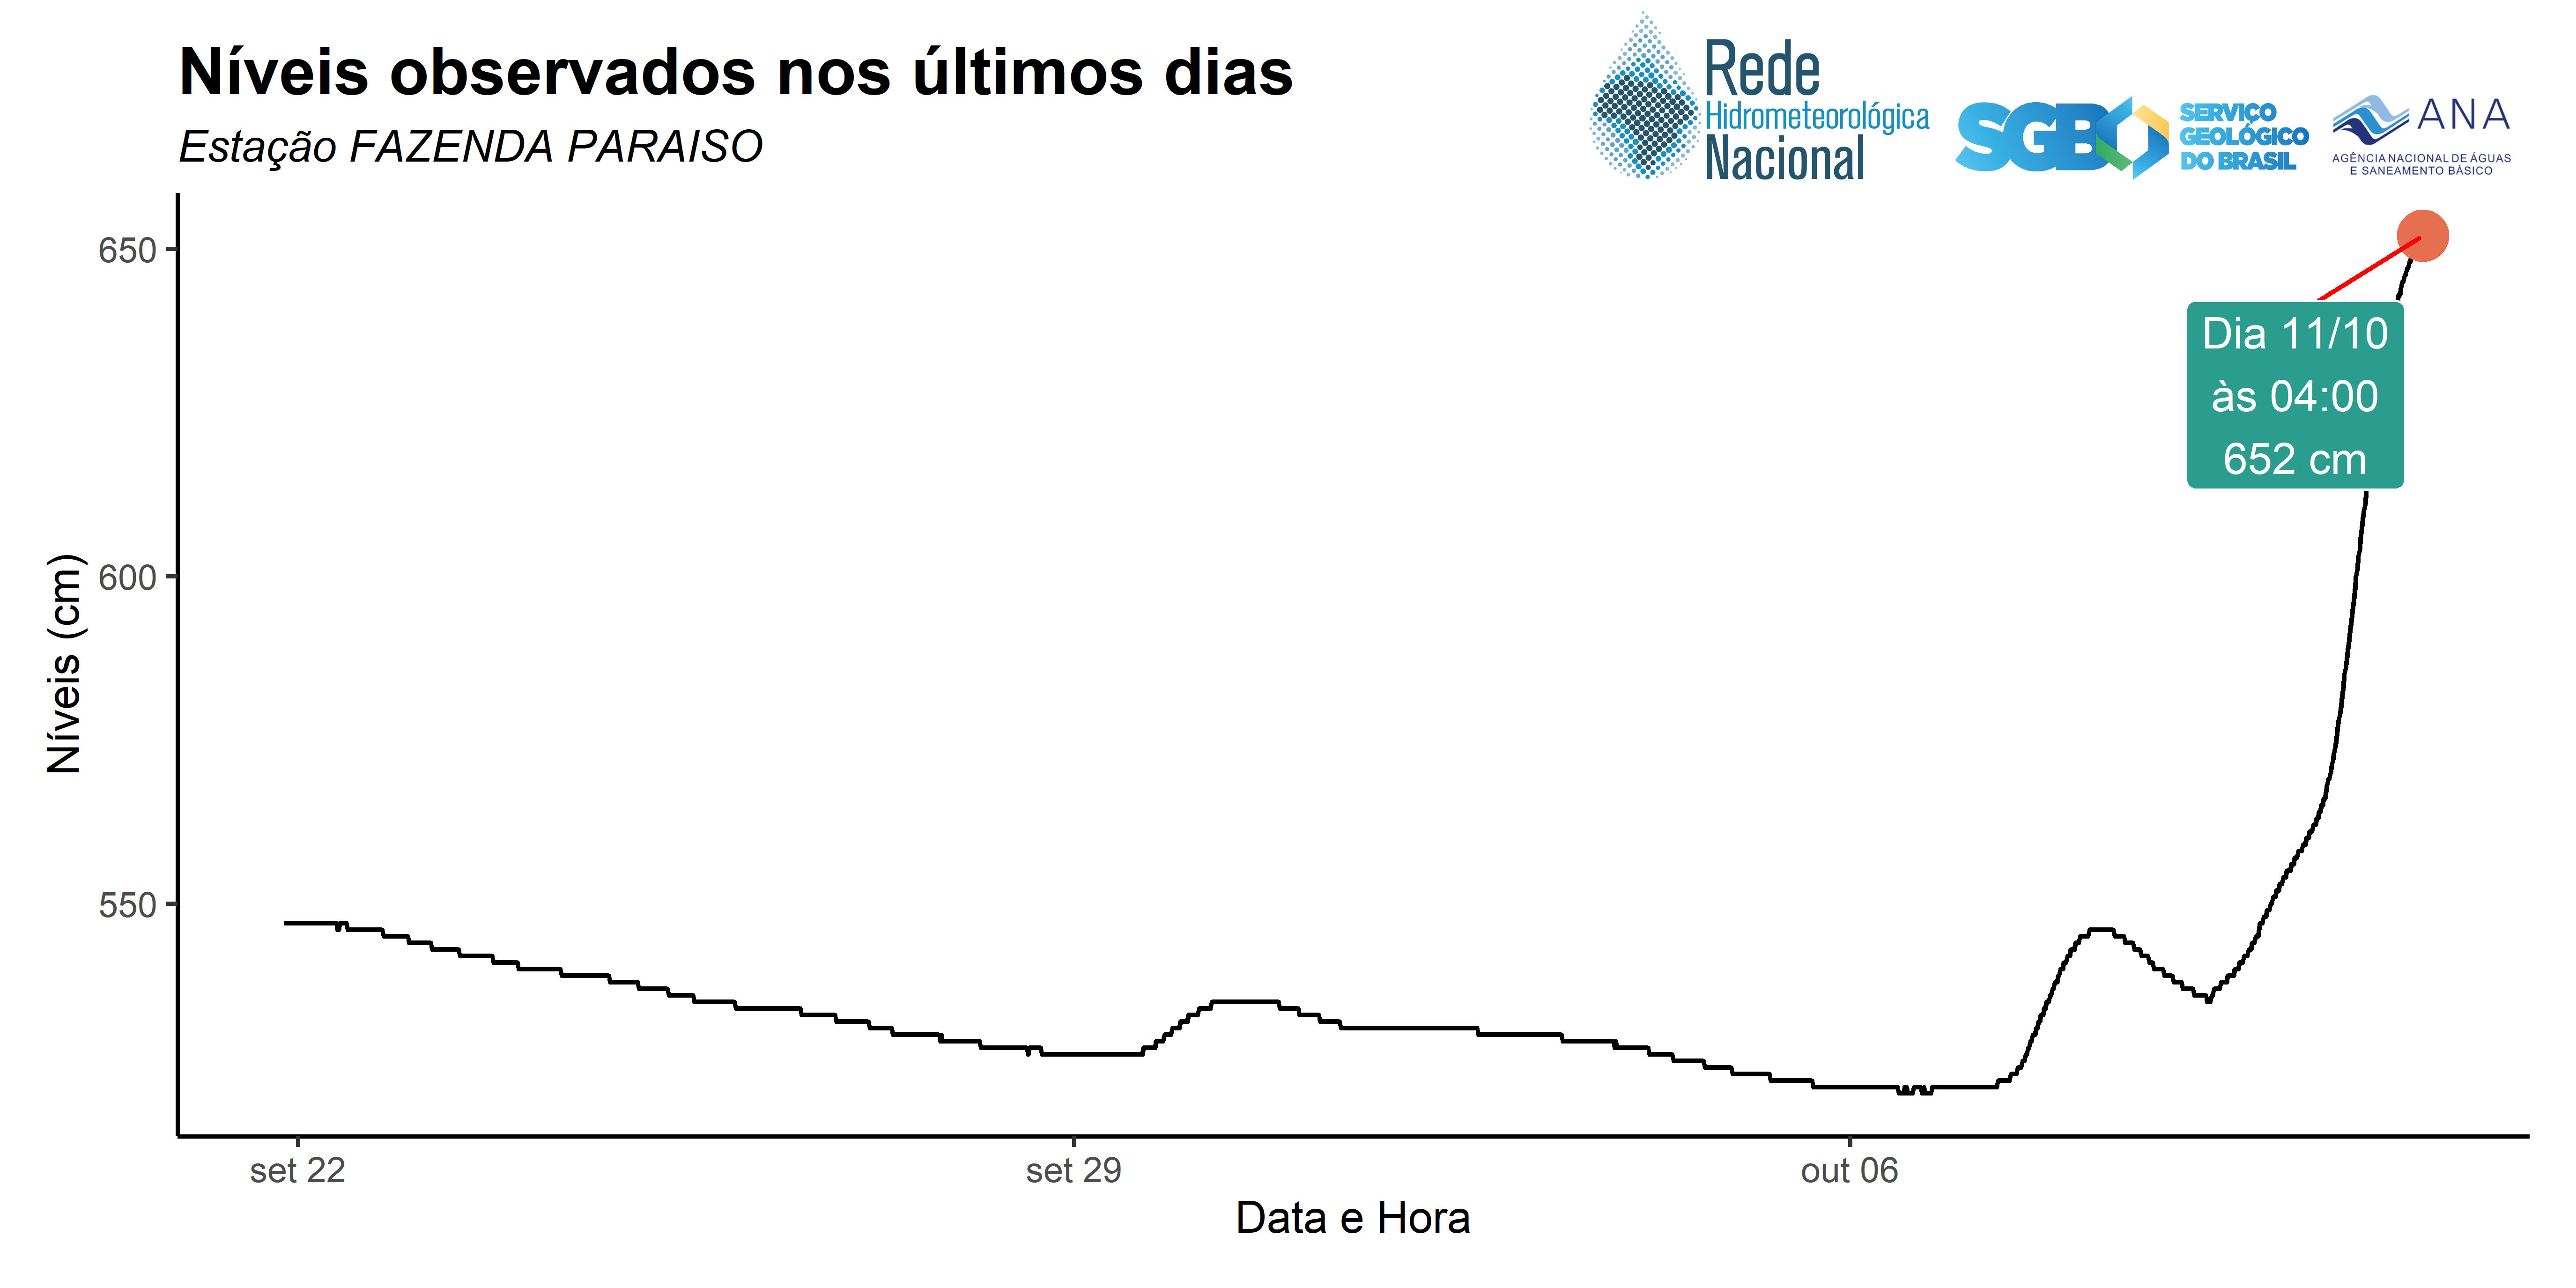 Níveis observados nos últimos dias
Estação FAZENDA PARAISO
Rede
Hidrometeorológica
Nacional
SGB
SERVIÇO
GEOLÓGICO
DO BRASIL
ANA
AGÊNCIA NACIONAL DE ÁGUAS
E SANEAMENTO BÁSICO
650
600
550
Níveis (cm)
Dia 11/10
às 04:00
652 cm
set 22
set 29
out 06
Data e Hora